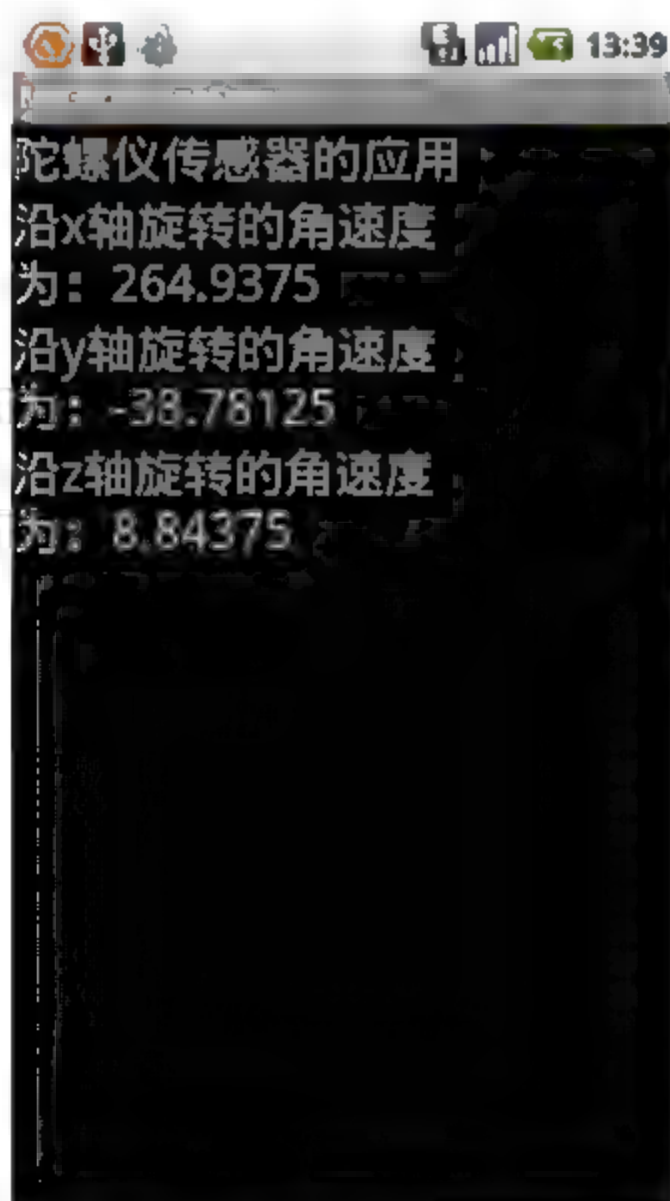 13:39
陀螺仪传感器的应用
沿x轴旋转的角速度
为：264.9375
沿y轴旋转的角速度
为：-38.78125
沿z轴旋转的角速度
为：8.84375